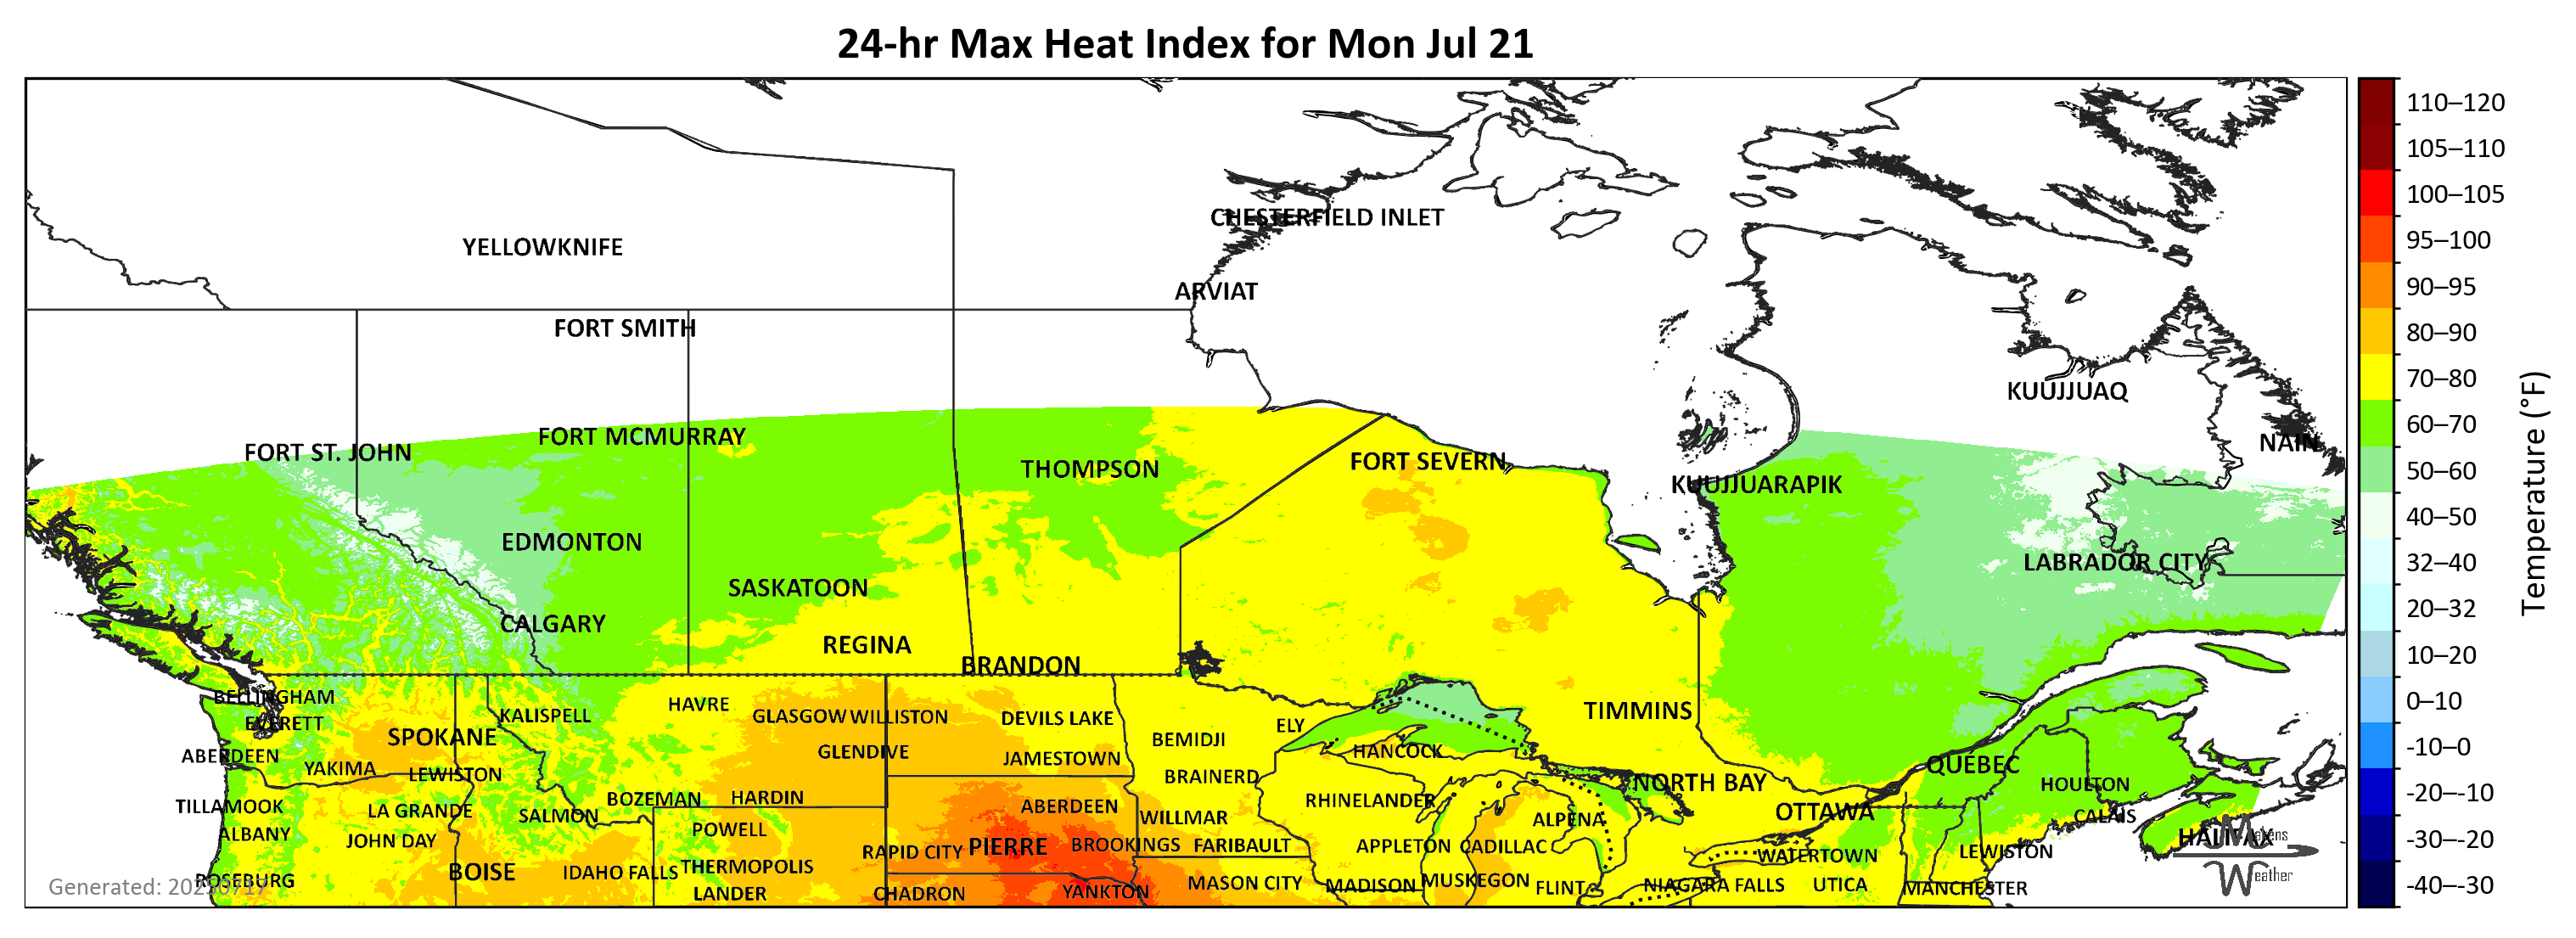 24-hr Max Heat Index for Mon Jul 21
CHESTERFIELD INLET
YELLOWKNIFE
ARVIAT
FORT SMITH
KUUJJUAQ
FORT MCMURRAY
NAIN
FORT ST. JOHN
FORT SEVERN
THOMPSON
KUUJJUARAPIK
EDMONTON
LABRADOR CITY
SASKATOON
CALGARY
REGINA
BRANDON
BELLINGHAM
HAVRE
TIMMINS
KALISPELL
GLASGOW
WILLISTON
DEVILS LAKE
EVERETT
ELY
SPOKANE
BEMIDJI
GLENDIVE
HANCOCK
ABERDEEN
JAMESTOWN
QUEBEC
YAKIMA
LEWISTON
BRAINERD
NORTH BAY
HOULTON
BOZEMAN
HARDIN
RHINELANDER
TILLAMOOK
ABERDEEN
LA GRANDE
SALMON
OTTAWA
CALAIS
WILLMAR
ALPENA
POWELL
ALBANY
HALIFAX
JOHN DAY
PIERRE
BROOKINGS
FARIBAULT
APPLETON
CADILLAC
RAPID CITY
LEWISTON
WATERTOWN
THERMOPOLIS
BOISE
IDAHO FALLS
ROSEBURG
MUSKEGON
MASON CITY
MADISON
NIAGARA FALLS
UTICA
FLINT
MANCHESTER
LANDER
CHADRON
YANKTON
Makens
Weather
110–120
105–110
100–105
95–100
90–95
80–90
70–80
60–70
50–60
40–50
32–40
20–32
10–20
0–10
-10–0
-20–-10
-30–-20
-40–-30
Temperature (°F)
Generated: 20250717